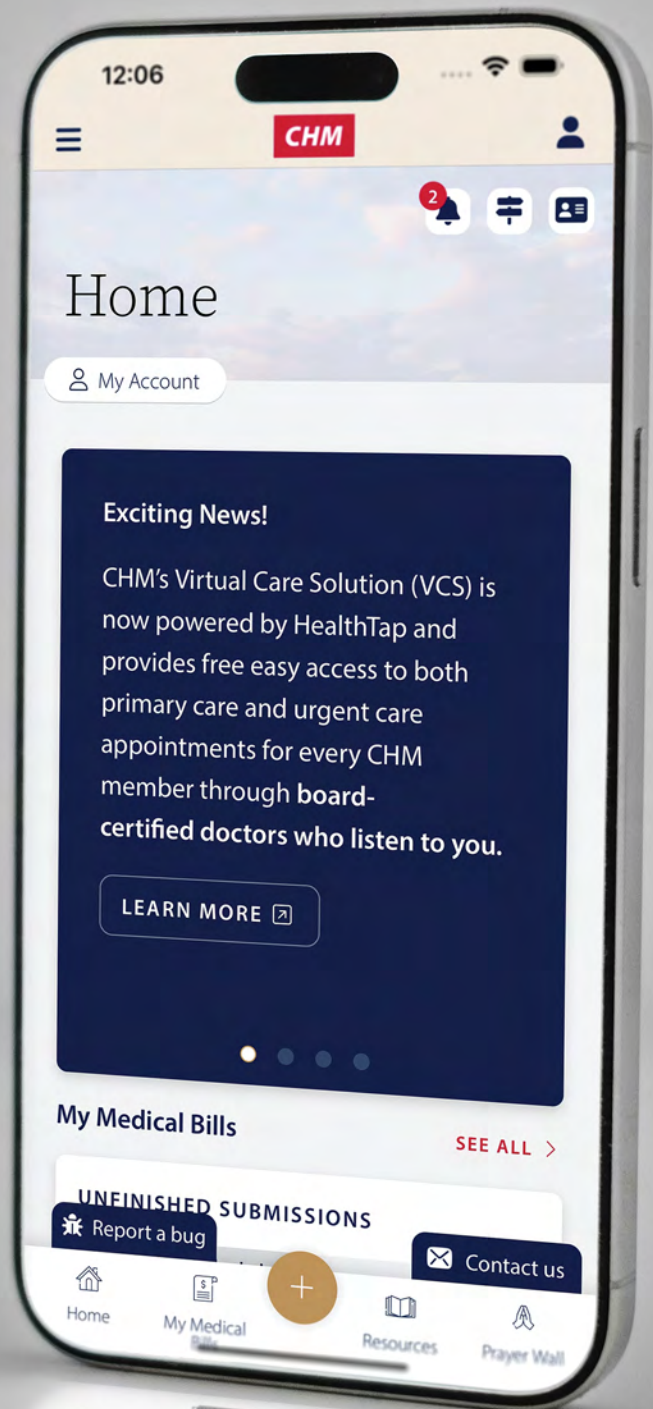 12:06
CHM
2
Home
My Account
Exciting News!
CHM's Virtual Care Solution (VCS) is
now powered by HealthTap and
provides free easy access to both
primary care and urgent care
appointments for every CHM
member through board-
certified doctors who listen to you.
LEARN MORE
My Medical Bills
SEE ALL
UNFINISHED SUBMISSIONS
Report a bug
Contact us
Home
My Medical
Bills
Resources
Prayer Wall